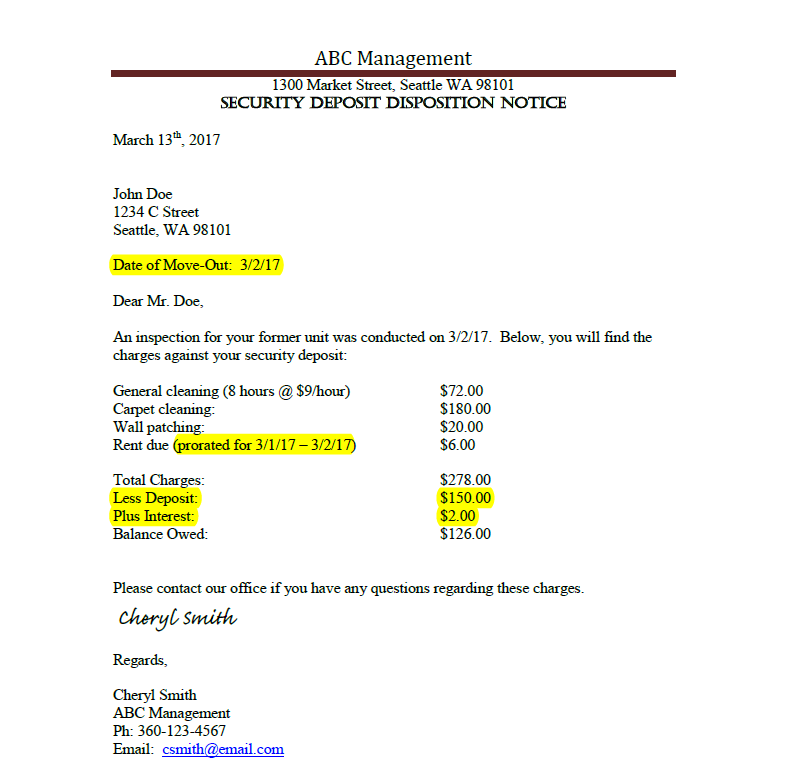 ABC Management
1300 Market Street, Seattle WA 98101
SECURITY DEPOSIT DISPOSITION NOTICE
March 13th, 2017
John Doe
1234 C Street
Seattle, WA 98101
Date of Move-Out:  3/2/17
Dear Mr. Doe,
An inspection for your former unit was conducted on 3/2/17.  Below, you will find the
charges against your security deposit:
General cleaning (8 hours @ $9/hour) $72.00
Carpet cleaning: $180.00
Wall patching: $20.00
Rent due (prorated for 3/1/17 – 3/2/17) $6.00
Total Charges: $278.00
Less Deposit: $150.00
Plus Interest: $2.00
Balance Owed: $126.00
Please contact our office if you have any questions regarding these charges.
Cheryl Smith
Regards,
Cheryl Smith
ABC Management
Ph: 360-123-4567
Email:  csmith@email.com